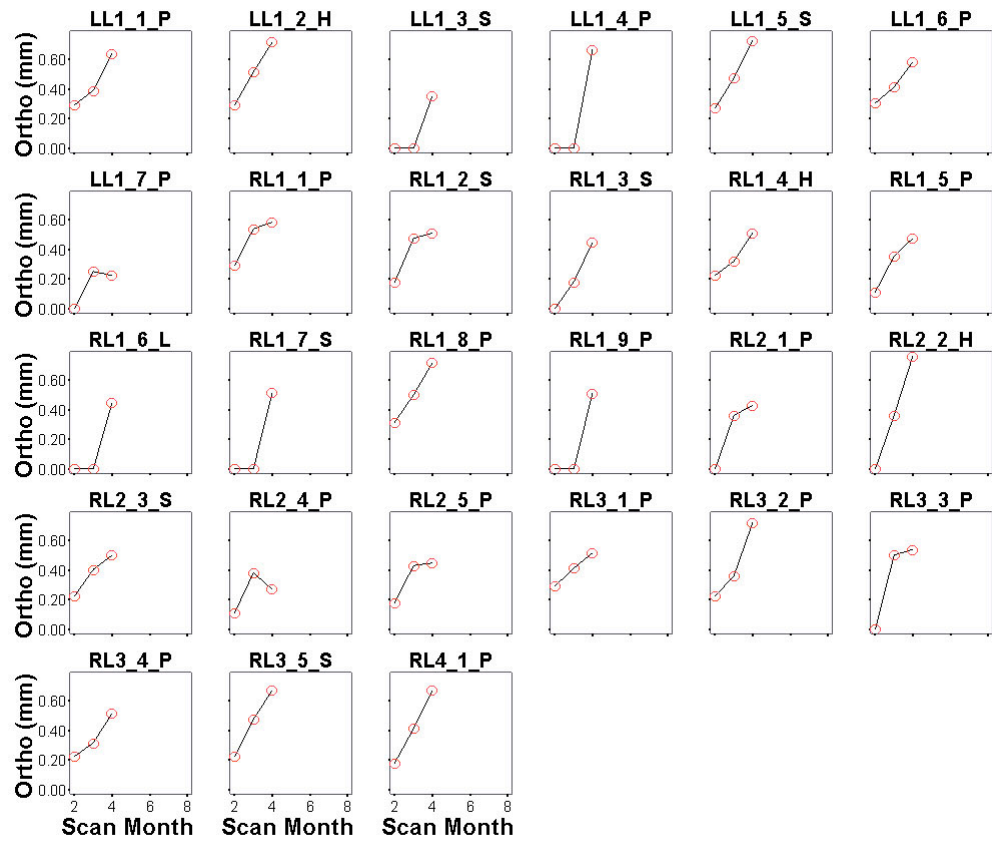 LL1_1_P LL1_2_H LL1_3_S LL1_4_P LL1_5_S LL1_6_P
Ortho (mm)
0.60
0.40
0.20
0.00
LL1_7_P RL1_1_P RL1_2_S RL1_3_S RL1_4_H RL1_5_P
Ortho (mm)
0.60
0.40
0.20
0.00
RL1_6_L RL1_7_S RL1_8_P RL1_9_P RL2_1_P RL2_2_H
Ortho (mm)
0.60
0.40
0.20
0.00
RL2_3_S RL2_4_P RL2_5_P RL3_1_P RL3_2_P RL3_3_P
Ortho (mm)
0.60
0.40
0.20
0.00
RL3_4_P RL3_5_S RL4_1_P
Ortho (mm)
0.60
0.40
0.20
0.00
2 4 6 8 2 4 6 8 2 4 6 8
Scan Month Scan Month Scan Month